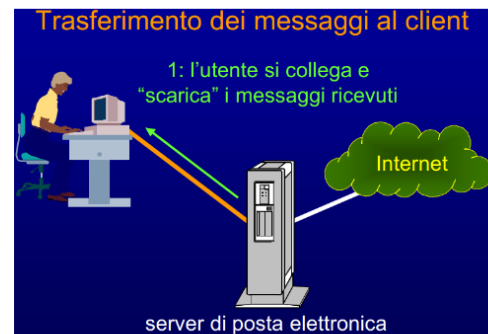 Trasferimento dei messaggi al client
1: l'utente si collega e
“scarica” i messaggi ricevuti
Internet
server di posta elettronica